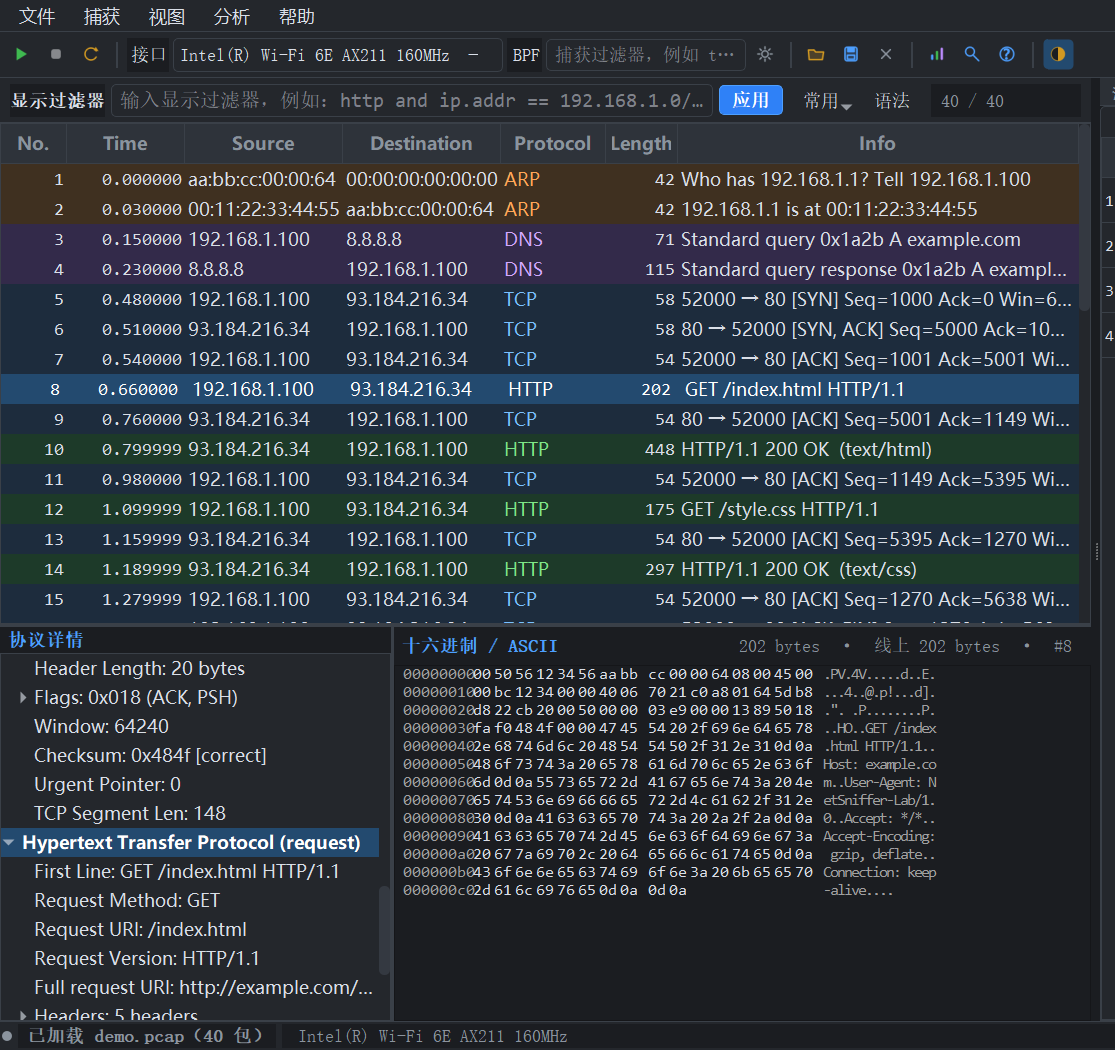 文件 捕获 视图 分析 帮助
接口 Intel(R) Wi-Fi 6E AX211 160MHz – BPF 捕获过滤器，例如 t…
显示过滤器 输入显示过滤器，例如：http and ip.addr == 192.168.1.0/… 应用 常用 语法 40 / 40
No. Time Source Destination Protocol Length Info
1 0.000000 aa:bb:cc:00:00:64 00:00:00:00:00:00 ARP 42 Who has 192.168.1.1? Tell 192.168.1.100
2 0.030000 00:11:22:33:44:55 aa:bb:cc:00:00:64 ARP 42 192.168.1.1 is at 00:11:22:33:44:55
3 0.150000 192.168.1.100 8.8.8.8 DNS 71 Standard query 0x1a2b A example.com
4 0.230000 8.8.8.8 192.168.1.100 DNS 115 Standard query response 0x1a2b A exampl...
5 0.480000 192.168.1.100 93.184.216.34 TCP 58 52000 → 80 [SYN] Seq=1000 Ack=0 Win=6...
6 0.510000 93.184.216.34 192.168.1.100 TCP 58 80 → 52000 [SYN, ACK] Seq=5000 Ack=10...
7 0.540000 192.168.1.100 93.184.216.34 TCP 54 52000 → 80 [ACK] Seq=1001 Ack=5001 Wi...
8 0.660000 192.168.1.100 93.184.216.34 HTTP 202 GET /index.html HTTP/1.1
9 0.760000 93.184.216.34 192.168.1.100 TCP 54 80 → 52000 [ACK] Seq=5001 Ack=1149 Wi...
10 0.799999 93.184.216.34 192.168.1.100 HTTP 448 HTTP/1.1 200 OK (text/html)
11 0.980000 192.168.1.100 93.184.216.34 TCP 54 52000 → 80 [ACK] Seq=1149 Ack=5395 Wi...
12 1.099999 192.168.1.100 93.184.216.34 HTTP 175 GET /style.css HTTP/1.1
13 1.159999 93.184.216.34 192.168.1.100 TCP 54 80 → 52000 [ACK] Seq=5395 Ack=1270 Wi...
14 1.189999 93.184.216.34 192.168.1.100 HTTP 297 HTTP/1.1 200 OK (text/css)
15 1.279999 192.168.1.100 93.184.216.34 TCP 54 52000 → 80 [ACK] Seq=1270 Ack=5638 Wi...
1
2
3
4
协议详情
Header Length: 20 bytes
Flags: 0x018 (ACK, PSH)
Window: 64240
Checksum: 0x484f [correct]
Urgent Pointer: 0
TCP Segment Len: 148
Hypertext Transfer Protocol (request)
First Line: GET /index.html HTTP/1.1
Request Method: GET
Request URI: /index.html
Request Version: HTTP/1.1
Full request URI: http://example.com/...
Headers: 5 headers
十六进制 / ASCII 202 bytes • 线上 202 bytes • #8
00000000 00 50 56 12 34 56 aa bb cc 00 00 64 08 00 45 00 .PV.4V.....d..E.
00000010 00 bc 12 34 00 00 40 06 70 21 c0 a8 01 64 5d b8 ...4..@.p!...d].
00000020 d8 22 cb 20 00 50 00 00 03 e9 00 00 13 89 50 18 .". .P........P.
00000030 fa f0 48 4f 00 00 47 45 54 20 2f 69 6e 64 65 78 ..HO..GET /index
00000040 2e 68 74 6d 6c 20 48 54 54 50 2f 31 2e 31 0d 0a .html HTTP/1.1..
00000050 48 6f 73 74 3a 20 65 78 61 6d 70 6c 65 2e 63 6f Host: example.co
00000060 6d 0d 0a 55 73 65 72 2d 41 67 65 6e 74 3a 20 4e m..User-Agent: N
00000070 65 74 53 6e 69 66 66 65 72 2d 4c 61 62 2f 31 2e etSniffer-Lab/1.
00000080 30 0d 0a 41 63 63 65 70 74 3a 20 2a 2f 2a 0d 0a 0..Accept: */*..
00000090 41 63 63 65 70 74 2d 45 6e 63 6f 64 69 6e 67 3a Accept-Encoding:
000000a0 20 67 7a 69 70 2c 20 64 65 66 6c 61 74 65 0d 0a gzip, deflate..
000000b0 43 6f 6e 6e 65 63 74 69 6f 6e 3a 20 6b 65 65 70 Connection: keep
000000c0 2d 61 6c 69 76 65 0d 0a 0d 0a -alive....
已加载 demo.pcap（40 包） Intel(R) Wi-Fi 6E AX211 160MHz